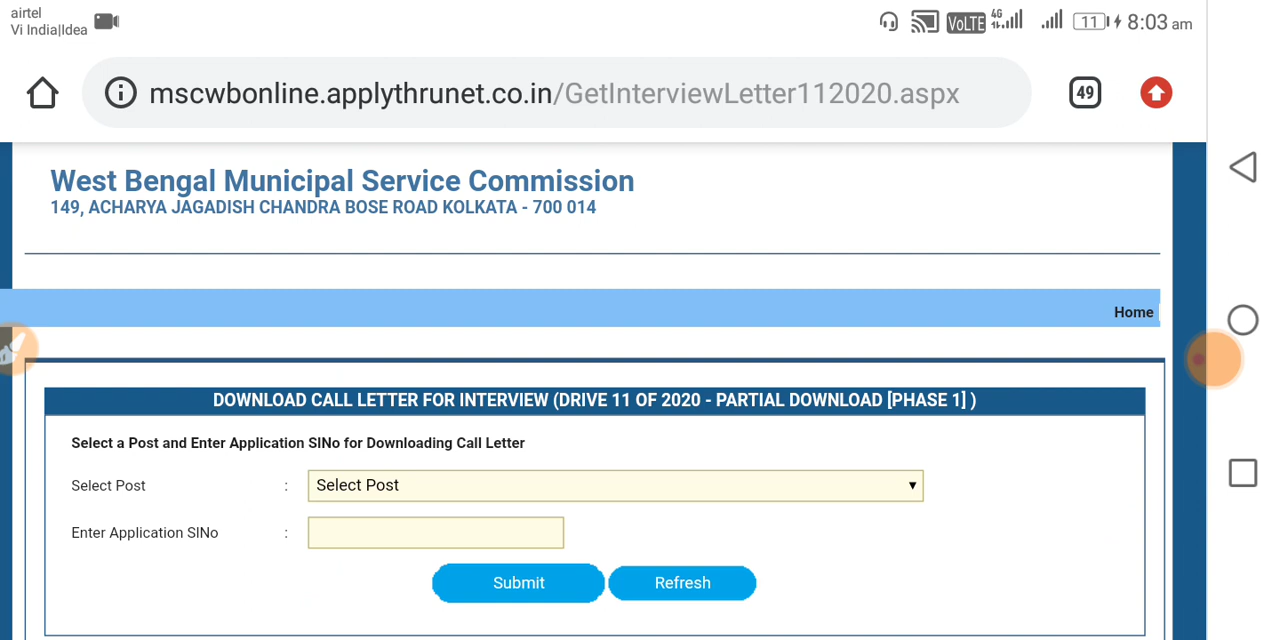 airtel
Vi India|Idea
VoLTE 4G 11 8:03 am
mscwbonline.applythrunet.co.in/GetInterviewLetter112020.aspx 49
West Bengal Municipal Service Commission
149, ACHARYA JAGADISH CHANDRA BOSE ROAD KOLKATA - 700 014
Home
DOWNLOAD CALL LETTER FOR INTERVIEW (DRIVE 11 OF 2020 - PARTIAL DOWNLOAD [PHASE 1] )
Select a Post and Enter Application SlNo for Downloading Call Letter
Select Post : Select Post
Enter Application SlNo :
Submit Refresh